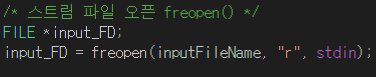 /* 스트림 파일 오픈 freopen() */
FILE *input_FD;
input_FD = freopen(inputFileName, "r", stdin);